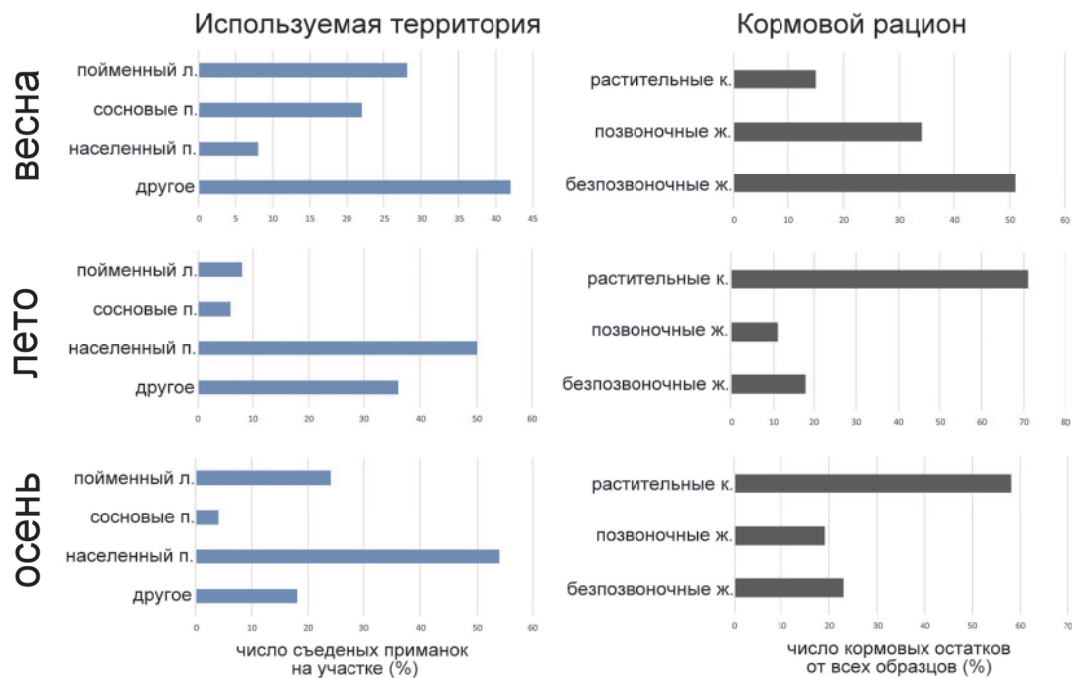 Используемая территория
Кормовой рацион
весна
пойменный л.
сосновые п.
населенный п.
другое
0 5 10 15 20 25 30 35 40 45
растительные к.
позвоночные ж.
безпозвоночные ж.
0 10 20 30 40 50 60
лето
пойменный л.
сосновые п.
населенный п.
другое
0 10 20 30 40 50 60
растительные к.
позвоночные ж.
безпозвоночные ж.
0 10 20 30 40 50 60 70 80
осень
пойменный л.
сосновые п.
населенный п.
другое
0 10 20 30 40 50 60
число съеденых приманок
на участке (%)
растительные к.
позвоночные ж.
безпозвоночные ж.
0 10 20 30 40 50 60 70
число кормовых остатков
от всех образцов (%)